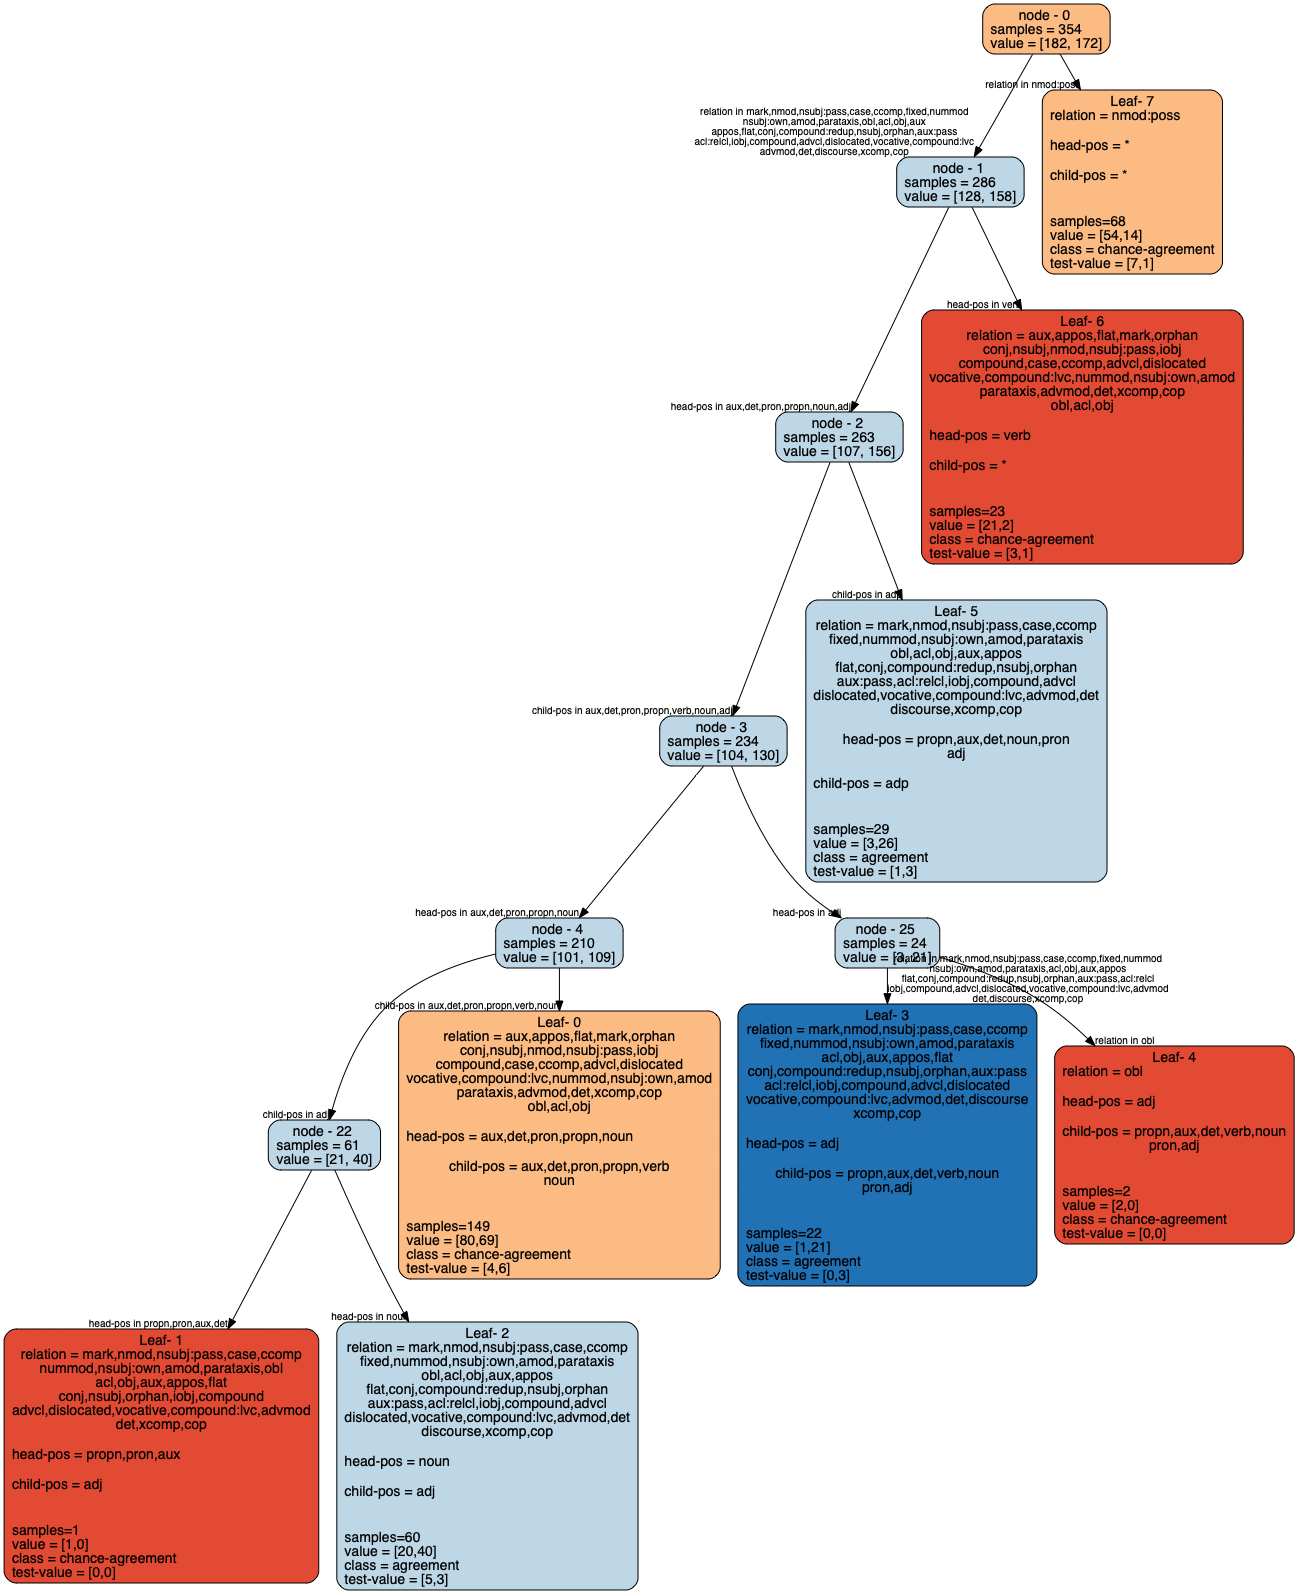 node - 0
samples = 354
value = [182, 172]
relation in nmod:poss
Leaf- 7
relation = nmod:poss
head-pos = *
child-pos = *
samples=68
value = [54,14]
class = chance-agreement
test-value = [7,1]
relation in mark,nmod,nsubj:pass,case,ccomp,fixed,nummod
nsubj:own,amod,parataxis,obl,acl,obj,aux
appos,flat,conj,compound:redup,nsubj,orphan,aux:pass
acl:relcl,iobj,compound,advcl,dislocated,vocative,compound:lvc
advmod,det,discourse,xcomp,cop
node - 1
samples = 286
value = [128, 158]
head-pos in verb
Leaf- 6
relation = aux,appos,flat,mark,orphan
conj,nsubj,nmod,nsubj:pass,iobj
compound,case,ccomp,advcl,dislocated
vocative,compound:lvc,nummod,nsubj:own,amod
parataxis,advmod,det,xcomp,cop
obl,acl,obj
head-pos = verb
child-pos = *
samples=23
value = [21,2]
class = chance-agreement
test-value = [3,1]
head-pos in aux,det,pron,propn,noun,adj
node - 2
samples = 263
value = [107, 156]
child-pos in adp
Leaf- 5
relation = mark,nmod,nsubj:pass,case,ccomp
fixed,nummod,nsubj:own,amod,parataxis
obl,acl,obj,aux,appos
flat,conj,compound:redup,nsubj,orphan
aux:pass,acl:relcl,iobj,compound,advcl
dislocated,vocative,compound:lvc,advmod,det
discourse,xcomp,cop
head-pos = propn,aux,det,noun,pron
adj
child-pos = adp
samples=29
value = [3,26]
class = agreement
test-value = [1,3]
child-pos in aux,det,pron,propn,verb,noun,adj
node - 3
samples = 234
value = [104, 130]
head-pos in aux,det,pron,propn,noun
node - 4
samples = 210
value = [101, 109]
head-pos in adj
node - 25
samples = 24
value = [3, 21]
relation in mark,nmod,nsubj:pass,case,ccomp,fixed,nummod
nsubj:own,amod,parataxis,acl,obj,aux,appos
flat,conj,compound:redup,nsubj,orphan,aux:pass,acl:relcl
iobj,compound,advcl,dislocated,vocative,compound:lvc,advmod
det,discourse,xcomp,cop
child-pos in aux,det,pron,propn,verb,noun
Leaf- 0
relation = aux,appos,flat,mark,orphan
conj,nsubj,nmod,nsubj:pass,iobj
compound,case,ccomp,advcl,dislocated
vocative,compound:lvc,nummod,nsubj:own,amod
parataxis,advmod,det,xcomp,cop
obl,acl,obj
head-pos = aux,det,pron,propn,noun
child-pos = aux,det,pron,propn,verb
noun
samples=149
value = [80,69]
class = chance-agreement
test-value = [4,6]
Leaf- 3
relation = mark,nmod,nsubj:pass,case,ccomp
fixed,nummod,nsubj:own,amod,parataxis
acl,obj,aux,appos,flat
conj,compound:redup,nsubj,orphan,aux:pass
acl:relcl,iobj,compound,advcl,dislocated
vocative,compound:lvc,advmod,det,discourse
xcomp,cop
head-pos = adj
child-pos = propn,aux,det,verb,noun
pron,adj
samples=22
value = [1,21]
class = agreement
test-value = [0,3]
relation in obl
Leaf- 4
relation = obl
head-pos = adj
child-pos = propn,aux,det,verb,noun
pron,adj
samples=2
value = [2,0]
class = chance-agreement
test-value = [0,0]
child-pos in adj
node - 22
samples = 61
value = [21, 40]
head-pos in propn,pron,aux,det
Leaf- 1
relation = mark,nmod,nsubj:pass,case,ccomp
nummod,nsubj:own,amod,parataxis,obl
acl,obj,aux,appos,flat
conj,nsubj,orphan,iobj,compound
advcl,dislocated,vocative,compound:lvc,advmod
det,xcomp,cop
head-pos = propn,pron,aux
child-pos = adj
samples=1
value = [1,0]
class = chance-agreement
test-value = [0,0]
head-pos in noun
Leaf- 2
relation = mark,nmod,nsubj:pass,case,ccomp
fixed,nummod,nsubj:own,amod,parataxis
obl,acl,obj,aux,appos
flat,conj,compound:redup,nsubj,orphan
aux:pass,acl:relcl,iobj,compound,advcl
dislocated,vocative,compound:lvc,advmod,det
discourse,xcomp,cop
head-pos = noun
child-pos = adj
samples=60
value = [20,40]
class = agreement
test-value = [5,3]